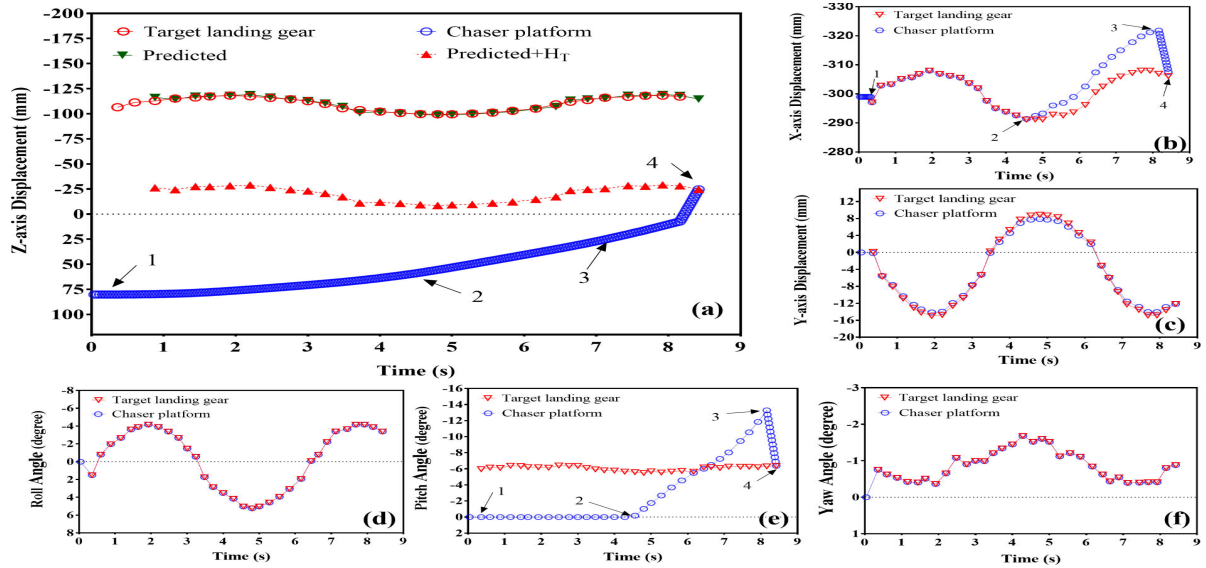 Z-axis Displacement (mm)
-200
-175
-150
-125
-100
-75
-50
-25
0
25
50
75
100
Target landing gear
Chaser platform
Predicted
Predicted+H_T
1
2
3
4
(a)
0 1 2 3 4 5 6 7 8 9
Time (s)
X-axis Displacement (mm)
-330
-320
-310
-300
-290
-280
Target landing gear
Chaser platform
1
2
3
4
(b)
0 1 2 3 4 5 6 7 8 9
Y-axis Displacement (mm)
12
8
4
0
-4
-8
-12
-16
-20
Target landing gear
Chaser platform
(c)
0 1 2 3 4 5 6 7 8 9
Time (s)
Roll Angle (degree)
-8
-6
-4
-2
0
2
4
6
8
Target landing gear
Chaser platform
(d)
0 1 2 3 4 5 6 7 8 9
Time (s)
Pitch Angle (degree)
-16
-14
-12
-10
-8
-6
-4
-2
0
2
Target landing gear
Chaser platform
1
2
3
4
(e)
0 1 2 3 4 5 6 7 8 9
Time (s)
Yaw Angle (degree)
-3
-2
-1
0
1
Target landing gear
Chaser platform
(f)
0 1 2 3 4 5 6 7 8 9
Time (s)